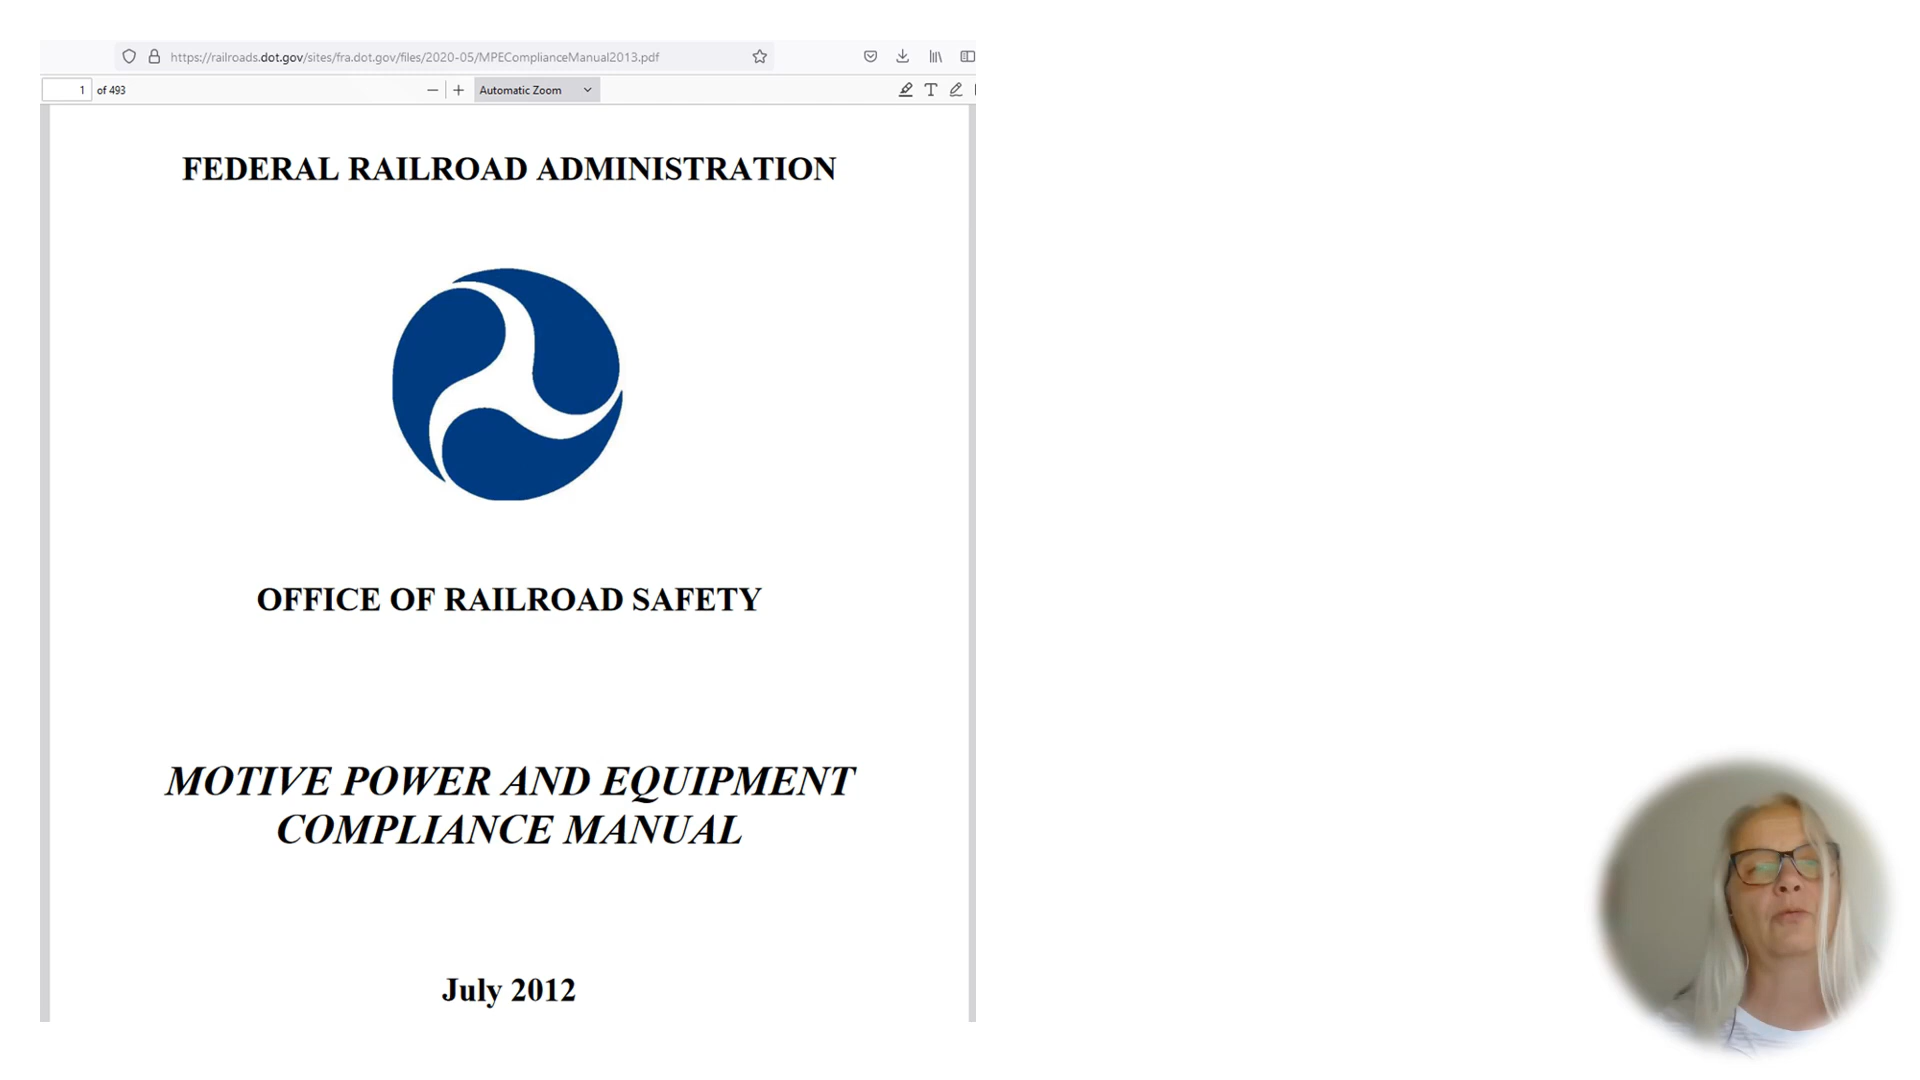 https://railroads.dot.gov/sites/fra.dot.gov/files/2020-05/MPEComplianceManual2013.pdf
1 of 493
Automatic Zoom
FEDERAL RAILROAD ADMINISTRATION
OFFICE OF RAILROAD SAFETY
MOTIVE POWER AND EQUIPMENT
COMPLIANCE MANUAL
July 2012